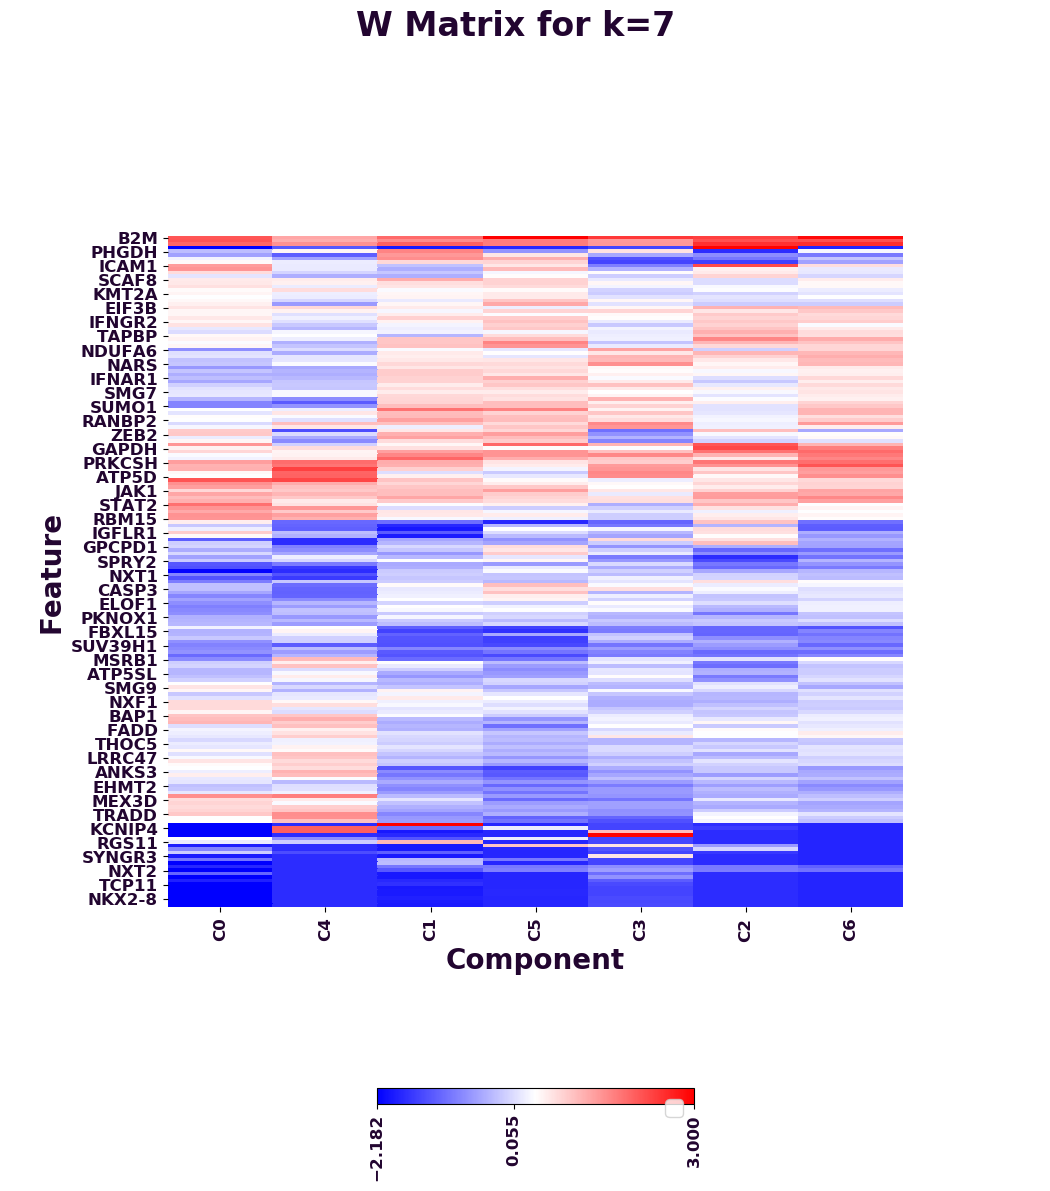 W Matrix for k=7
B2M
PHGDH
ICAM1
SCAF8
KMT2A
EIF3B
IFNGR2
TAPBP
NDUFA6
NARS
IFNAR1
SMG7
SUMO1
RANBP2
ZEB2
GAPDH
PRKCSH
ATP5D
JAK1
STAT2
RBM15
IGFLR1
GPCPD1
SPRY2
NXT1
CASP3
ELOF1
PKNOX1
FBXL15
SUV39H1
MSRB1
ATP5SL
SMG9
NXF1
BAP1
FADD
THOC5
LRRC47
ANKS3
EHMT2
MEX3D
TRADD
KCNIP4
RGS11
SYNGR3
NXT2
TCP11
NKX2-8
Feature
C0 C4 C1 C5 C3 C2 C6
Component
−2.182 0.055 3.000